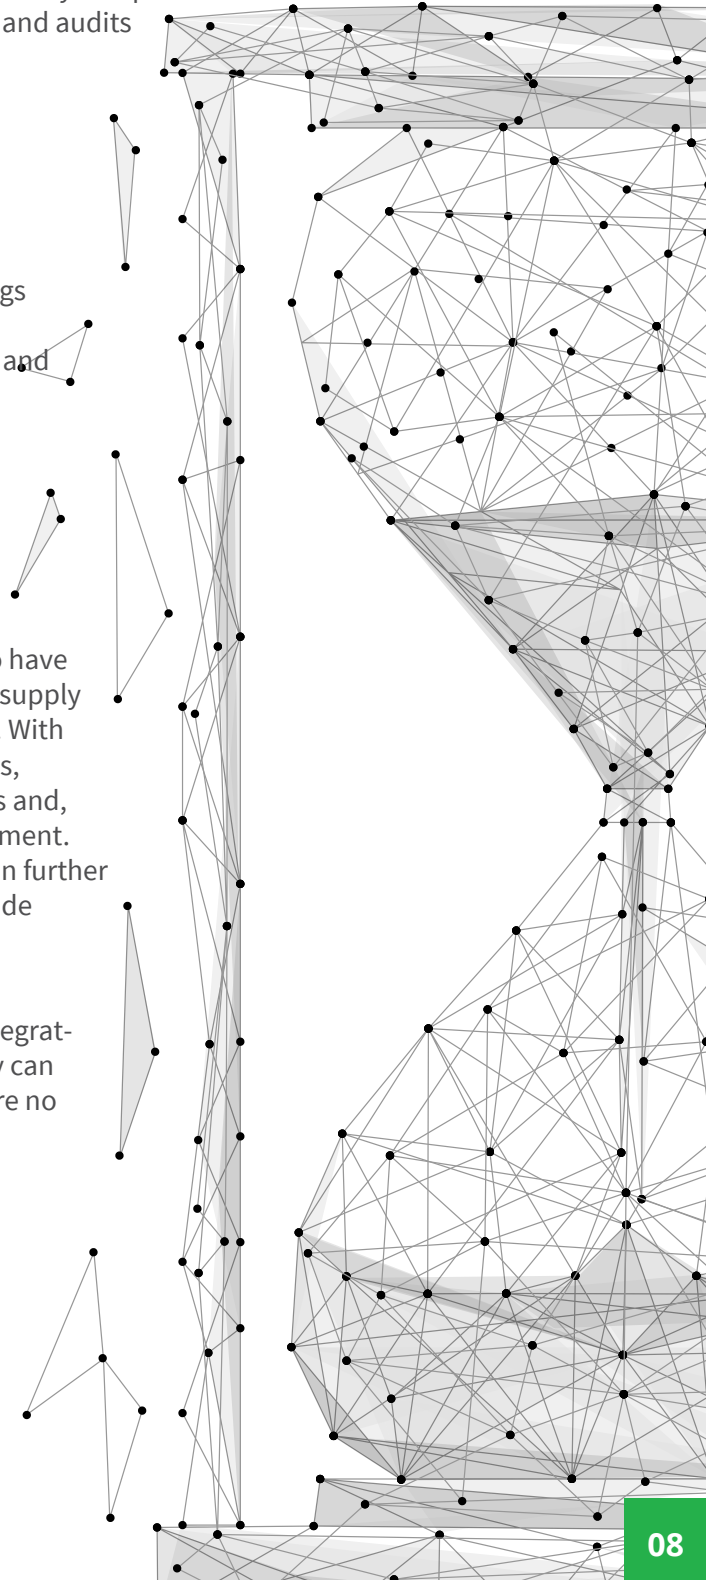 and audits
gs
and
have
supply
With
s,
s and,
ment.
n further
de
egrat-
y can
re no
08